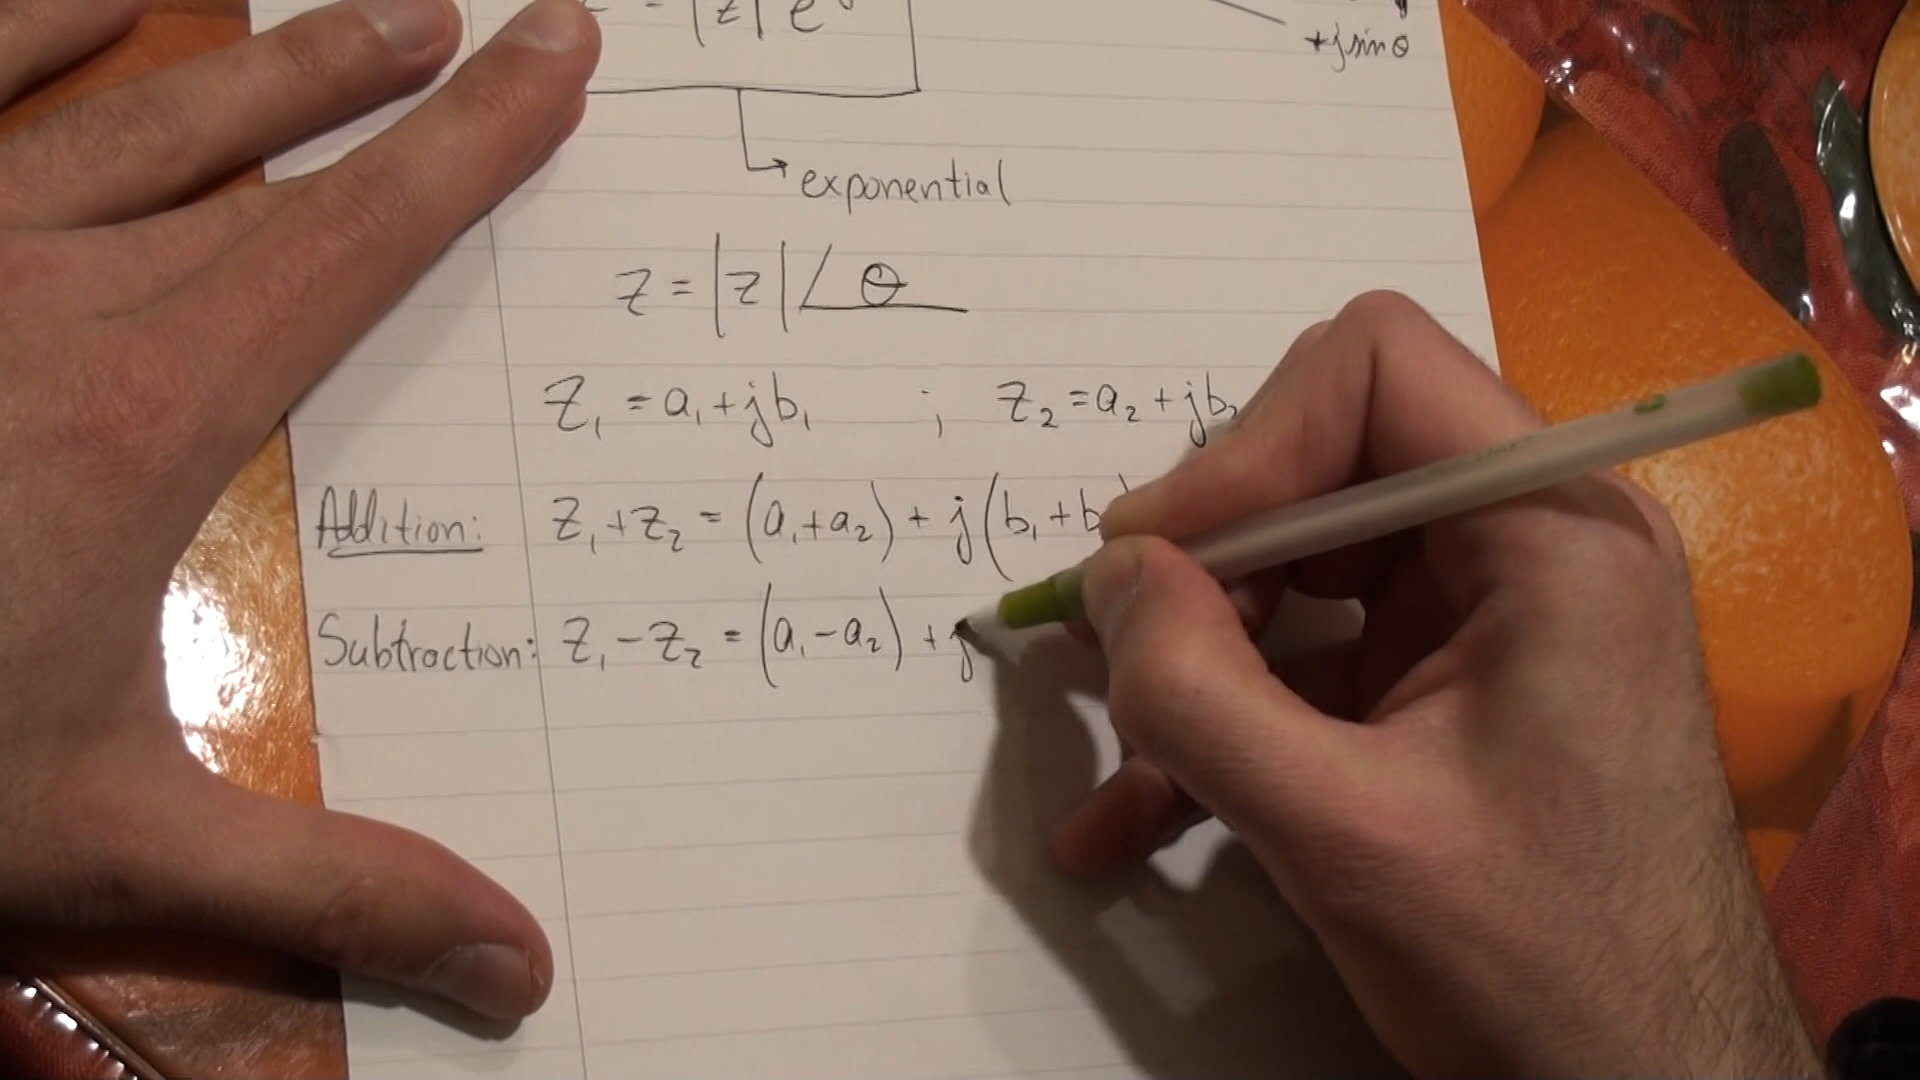 = |z| e
+jsinθ
exponential
z = |z|∠θ
z₁ = a₁ + jb₁ ; z₂ = a₂ + jb₂
Addition: z₁ + z₂ = (a₁ + a₂) + j(b₁ + b
Subtraction: z₁ - z₂ = (a₁ - a₂) + j